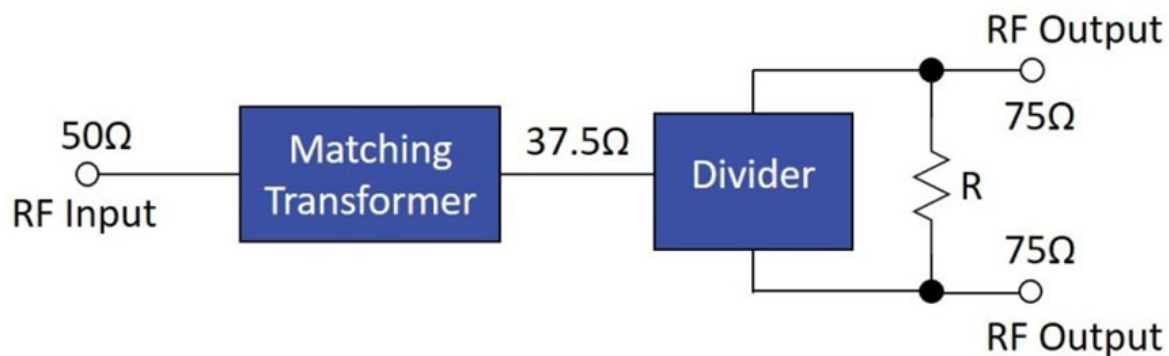 RF Output
75Ω
50Ω
RF Input
Matching
Transformer
37.5Ω
Divider
R
75Ω
RF Output